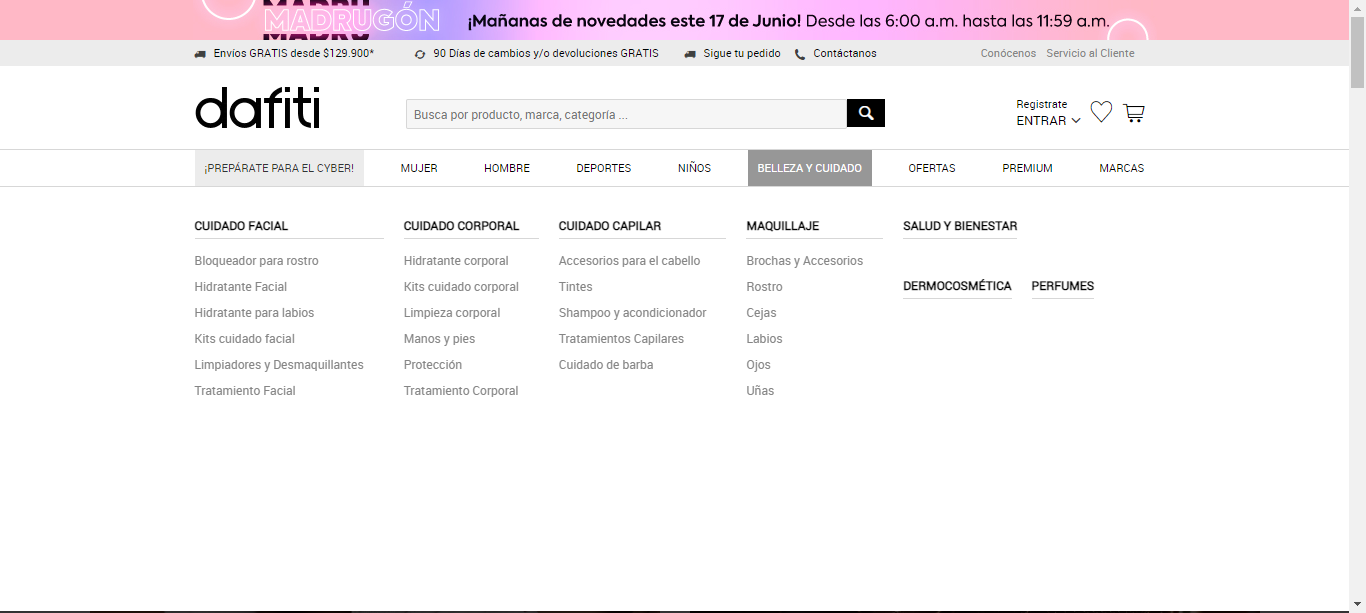 MADRUGÓN
¡Mañanas de novedades este 17 de Junio! Desde las 6:00 a.m. hasta las 11:59 a.m.
Envíos GRATIS desde $129.900* 90 Días de cambios y/o devoluciones GRATIS Sigue tu pedido Contáctanos Conócenos Servicio al Cliente
dafiti
Busca por producto, marca, categoría ...
Registrate
ENTRAR
¡PREPÁRATE PARA EL CYBER! MUJER HOMBRE DEPORTES NIÑOS BELLEZA Y CUIDADO OFERTAS PREMIUM MARCAS
CUIDADO FACIAL
Bloqueador para rostro
Hidratante Facial
Hidratante para labios
Kits cuidado facial
Limpiadores y Desmaquillantes
Tratamiento Facial
CUIDADO CORPORAL
Hidratante corporal
Kits cuidado corporal
Limpieza corporal
Manos y pies
Protección
Tratamiento Corporal
CUIDADO CAPILAR
Accesorios para el cabello
Tintes
Shampoo y acondicionador
Tratamientos Capilares
Cuidado de barba
MAQUILLAJE
Brochas y Accesorios
Rostro
Cejas
Labios
Ojos
Uñas
SALUD Y BIENESTAR
DERMOCOSMÉTICA
PERFUMES